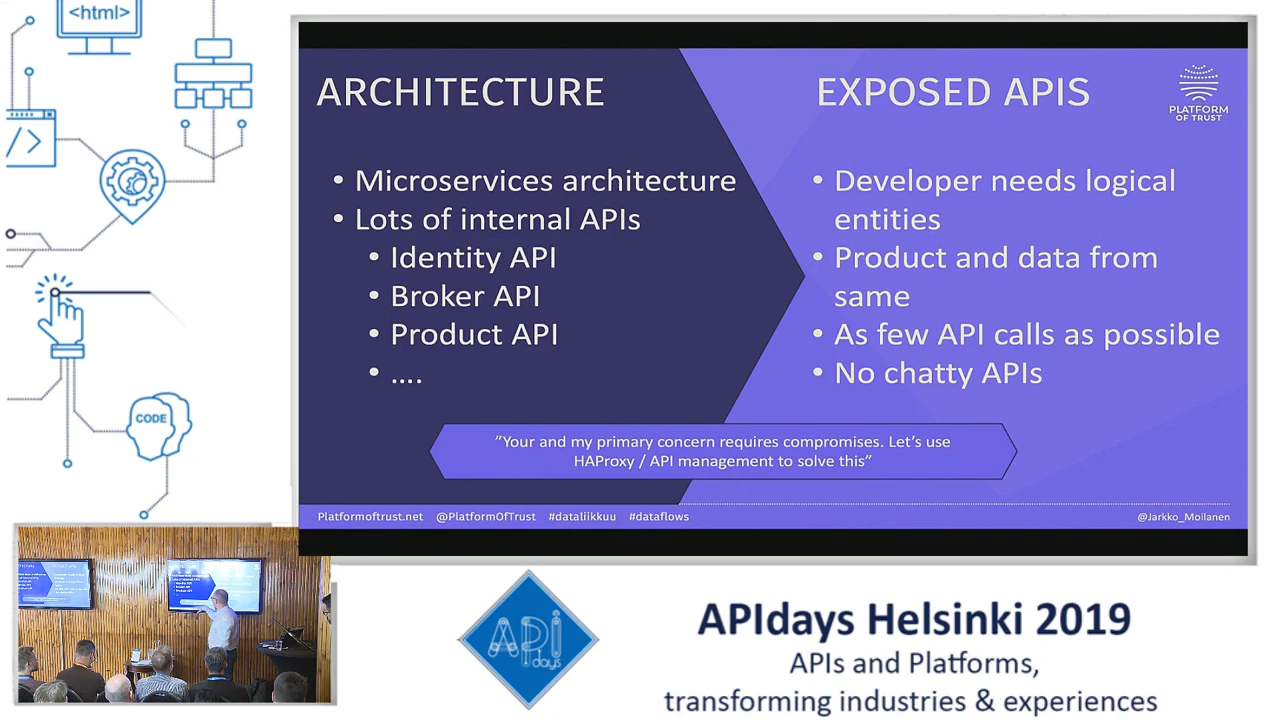 <html>
</>
CODE
ARCHITECTURE
• Microservices architecture
• Lots of internal APIs
• Identity API
• Broker API
• Product API
• ....
EXPOSED APIS
PLATFORM
OF TRUST
• Developer needs logical
entities
• Product and data from
same
• As few API calls as possible
• No chatty APIs
”Your and my primary concern requires compromises. Let’s use
HAProxy / API management to solve this”
Platformoftrust.net @PlatformOfTrust #dataliikkuu #dataflows
@Jarkko_Moilanen
API
days
APIdays Helsinki 2019
APIs and Platforms,
transforming industries & experiences